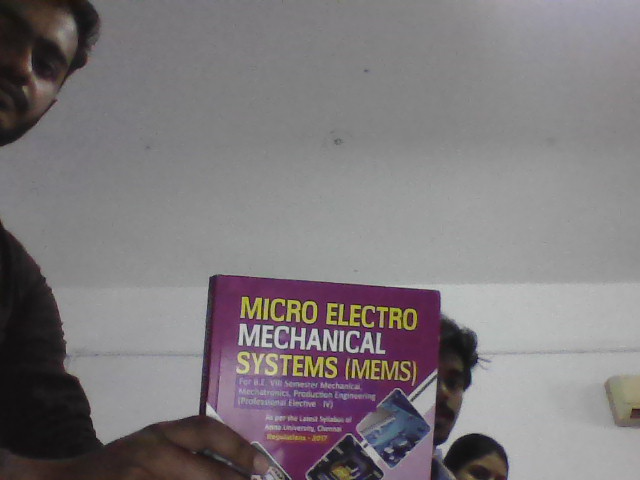 MICRO ELECTRO
MECHANICAL
SYSTEMS (MEMS)
For B.E. VIII Semester Mechanical,
Mechatronics, Production Engineering
(Professional Elective - IV)
As per the Latest Syllabus of
Anna University, Chennai
Regulations - 2017